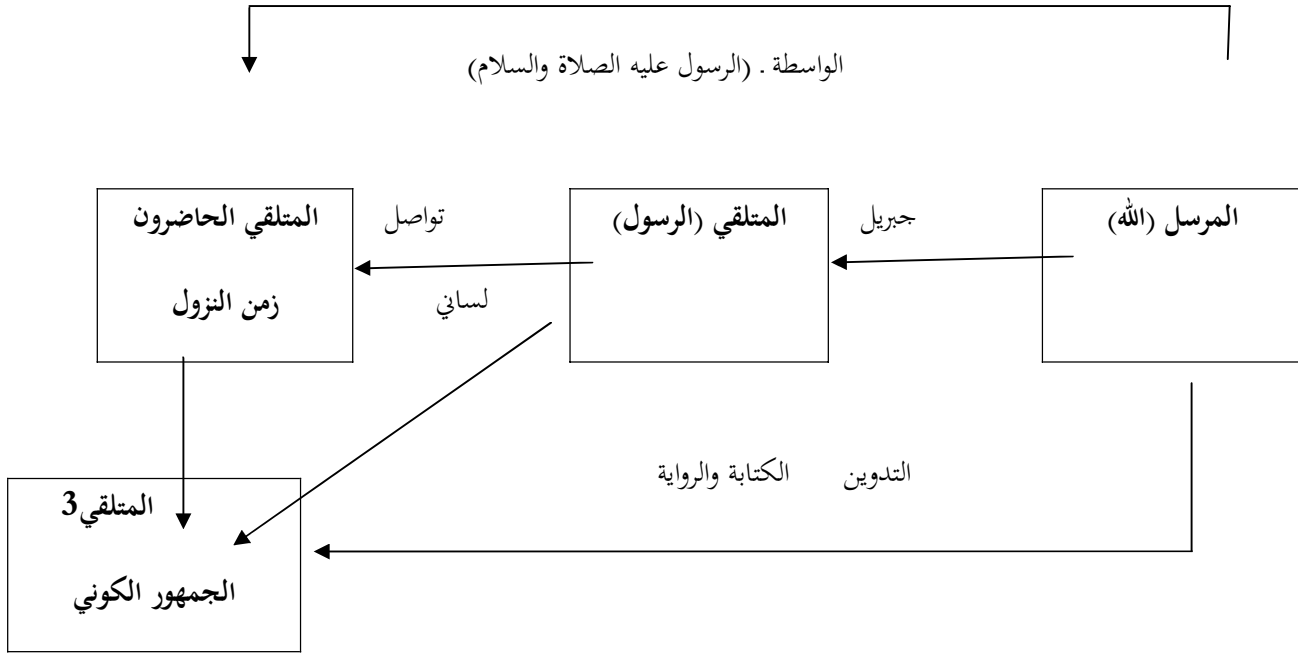 الواسطة . (الرسول عليه الصلاة والسلام)
المرسل (الله)
جبريل
المتلقي (الرسول)
تواصل
لساني
المتلقي الحاضرون
زمن النزول
التدوين الكتابة والرواية
المتلقي3
الجمهور الكوني